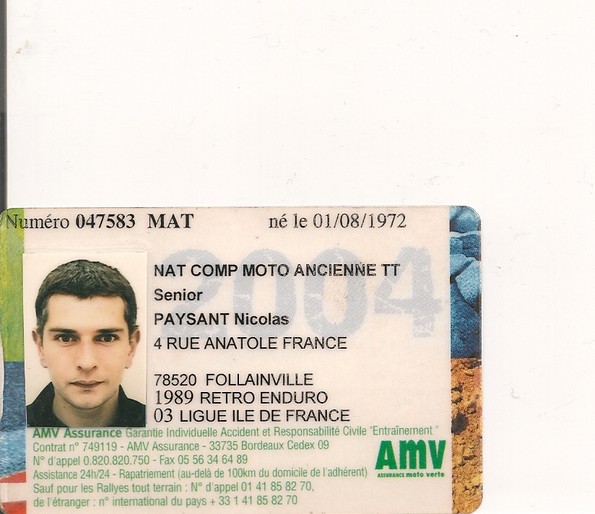 Numéro 047583 MAT né le 01/08/1972
2004
NAT COMP MOTO ANCIENNE TT
Senior
PAYSANT Nicolas
4 RUE ANATOLE FRANCE
78520 FOLLAINVILLE
1989 RETRO ENDURO
03 LIGUE ILE DE FRANCE
AMV Assurance Garantie Individuelle Accident et Responsabilité Civile "Entraînement"
Contrat n° 749119 - AMV Assurance - 33735 Bordeaux Cedex 09
N° d'appel 0.820.820.750 - Fax 05 56 34 64 89
Assistance 24h/24 - Rapatriement (au-delà de 100km du domicile de l'adhérent)
Sauf pour les Rallyes tout terrain : N° d'appel 01 41 85 82 70,
de l'étranger : n° international du pays + 33 1 41 85 82 70
AMV
ASSURANCE moto verte